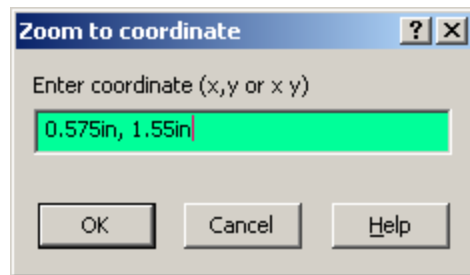 Zoom to coordinate ? ×
Enter coordinate (x,y or x y)
0.575in, 1.55in
OK Cancel Help